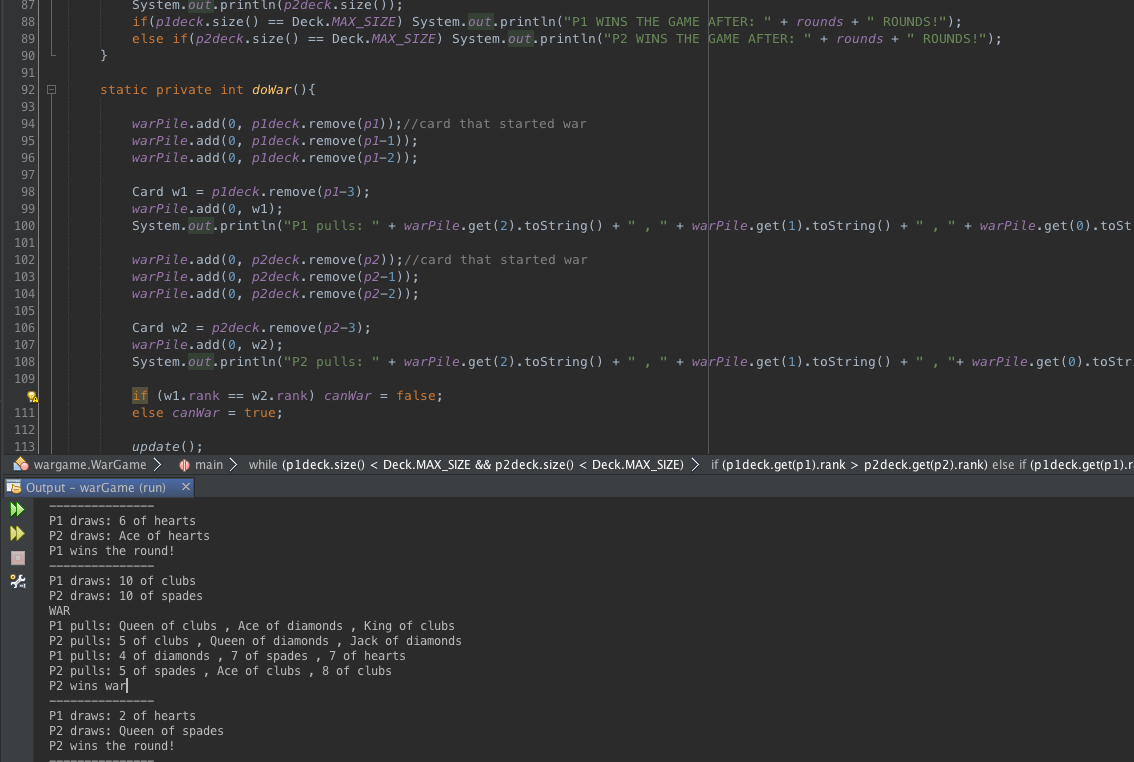 87 System.out.println(p2deck.size());
88 if(p1deck.size() == Deck.MAX_SIZE) System.out.println("P1 WINS THE GAME AFTER: " + rounds + " ROUNDS!");
89 else if(p2deck.size() == Deck.MAX_SIZE) System.out.println("P2 WINS THE GAME AFTER: " + rounds + " ROUNDS!");
90 }
91
92 static private int doWar(){
93
94 warPile.add(0, p1deck.remove(p1));//card that started war
95 warPile.add(0, p1deck.remove(p1-1));
96 warPile.add(0, p1deck.remove(p1-2));
97
98 Card w1 = p1deck.remove(p1-3);
99 warPile.add(0, w1);
100 System.out.println("P1 pulls: " + warPile.get(2).toString() + " , " + warPile.get(1).toString() + " , " + warPile.get(0).toStr
101
102 warPile.add(0, p2deck.remove(p2));//card that started war
103 warPile.add(0, p2deck.remove(p2-1));
104 warPile.add(0, p2deck.remove(p2-2));
105
106 Card w2 = p2deck.remove(p2-3);
107 warPile.add(0, w2);
108 System.out.println("P2 pulls: " + warPile.get(2).toString() + " , " + warPile.get(1).toString() + " , "+ warPile.get(0).toStr
109
if (w1.rank == w2.rank) canWar = false;
111 else canWar = true;
112
113 update();
wargame.WarGame main while (p1deck.size() < Deck.MAX_SIZE && p2deck.size() < Deck.MAX_SIZE) if (p1deck.get(p1).rank > p2deck.get(p2).rank) else if (p1deck.get(p1).r
Output - warGame (run) ×
---------------
P1 draws: 6 of hearts
P2 draws: Ace of hearts
P1 wins the round!
---------------
P1 draws: 10 of clubs
P2 draws: 10 of spades
WAR
P1 pulls: Queen of clubs , Ace of diamonds , King of clubs
P2 pulls: 5 of clubs , Queen of diamonds , Jack of diamonds
P1 pulls: 4 of diamonds , 7 of spades , 7 of hearts
P2 pulls: 5 of spades , Ace of clubs , 8 of clubs
P2 wins war
---------------
P1 draws: 2 of hearts
P2 draws: Queen of spades
P2 wins the round!
---------------